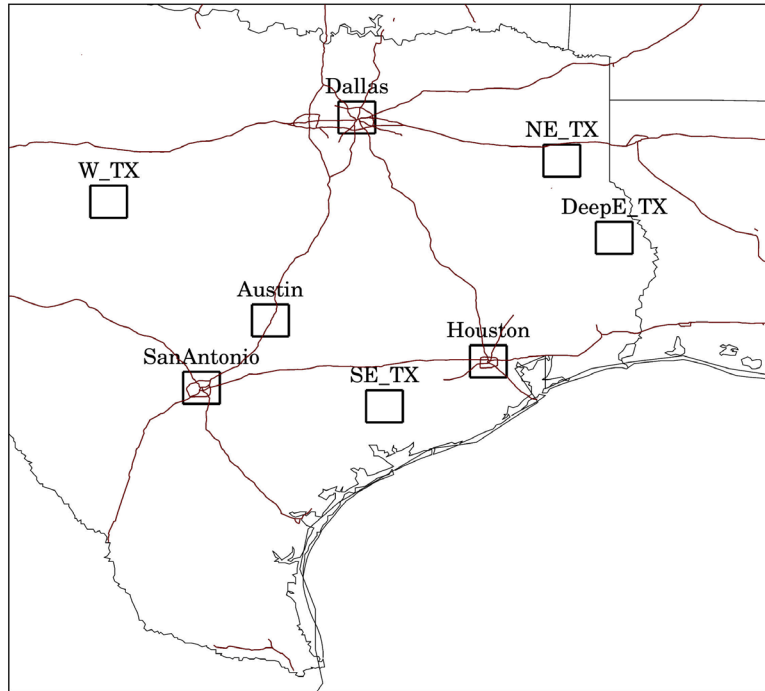 Dallas
NE_TX
W_TX
DeepE_TX
Austin
Houston
SanAntonio
SE_TX